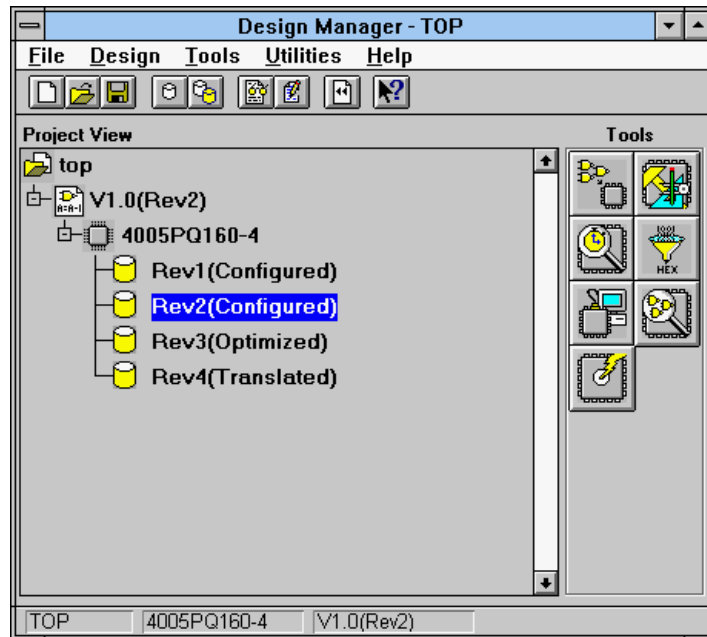 Design Manager - TOP
File Design Tools Utilities Help
Project View
Tools
top
V1.0(Rev2)
4005PQ160-4
Rev1(Configured)
Rev2(Configured)
Rev3(Optimized)
Rev4(Translated)
HEX
TOP 4005PQ160-4 V1.0(Rev2)